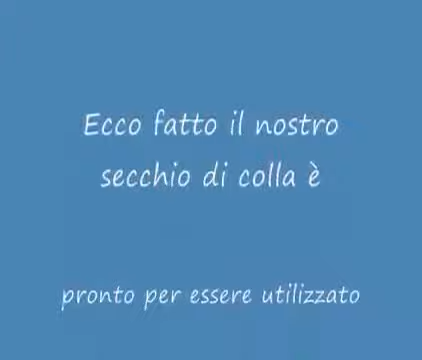 Ecco fatto il nostro
secchio di colla è
pronto per essere utilizzato